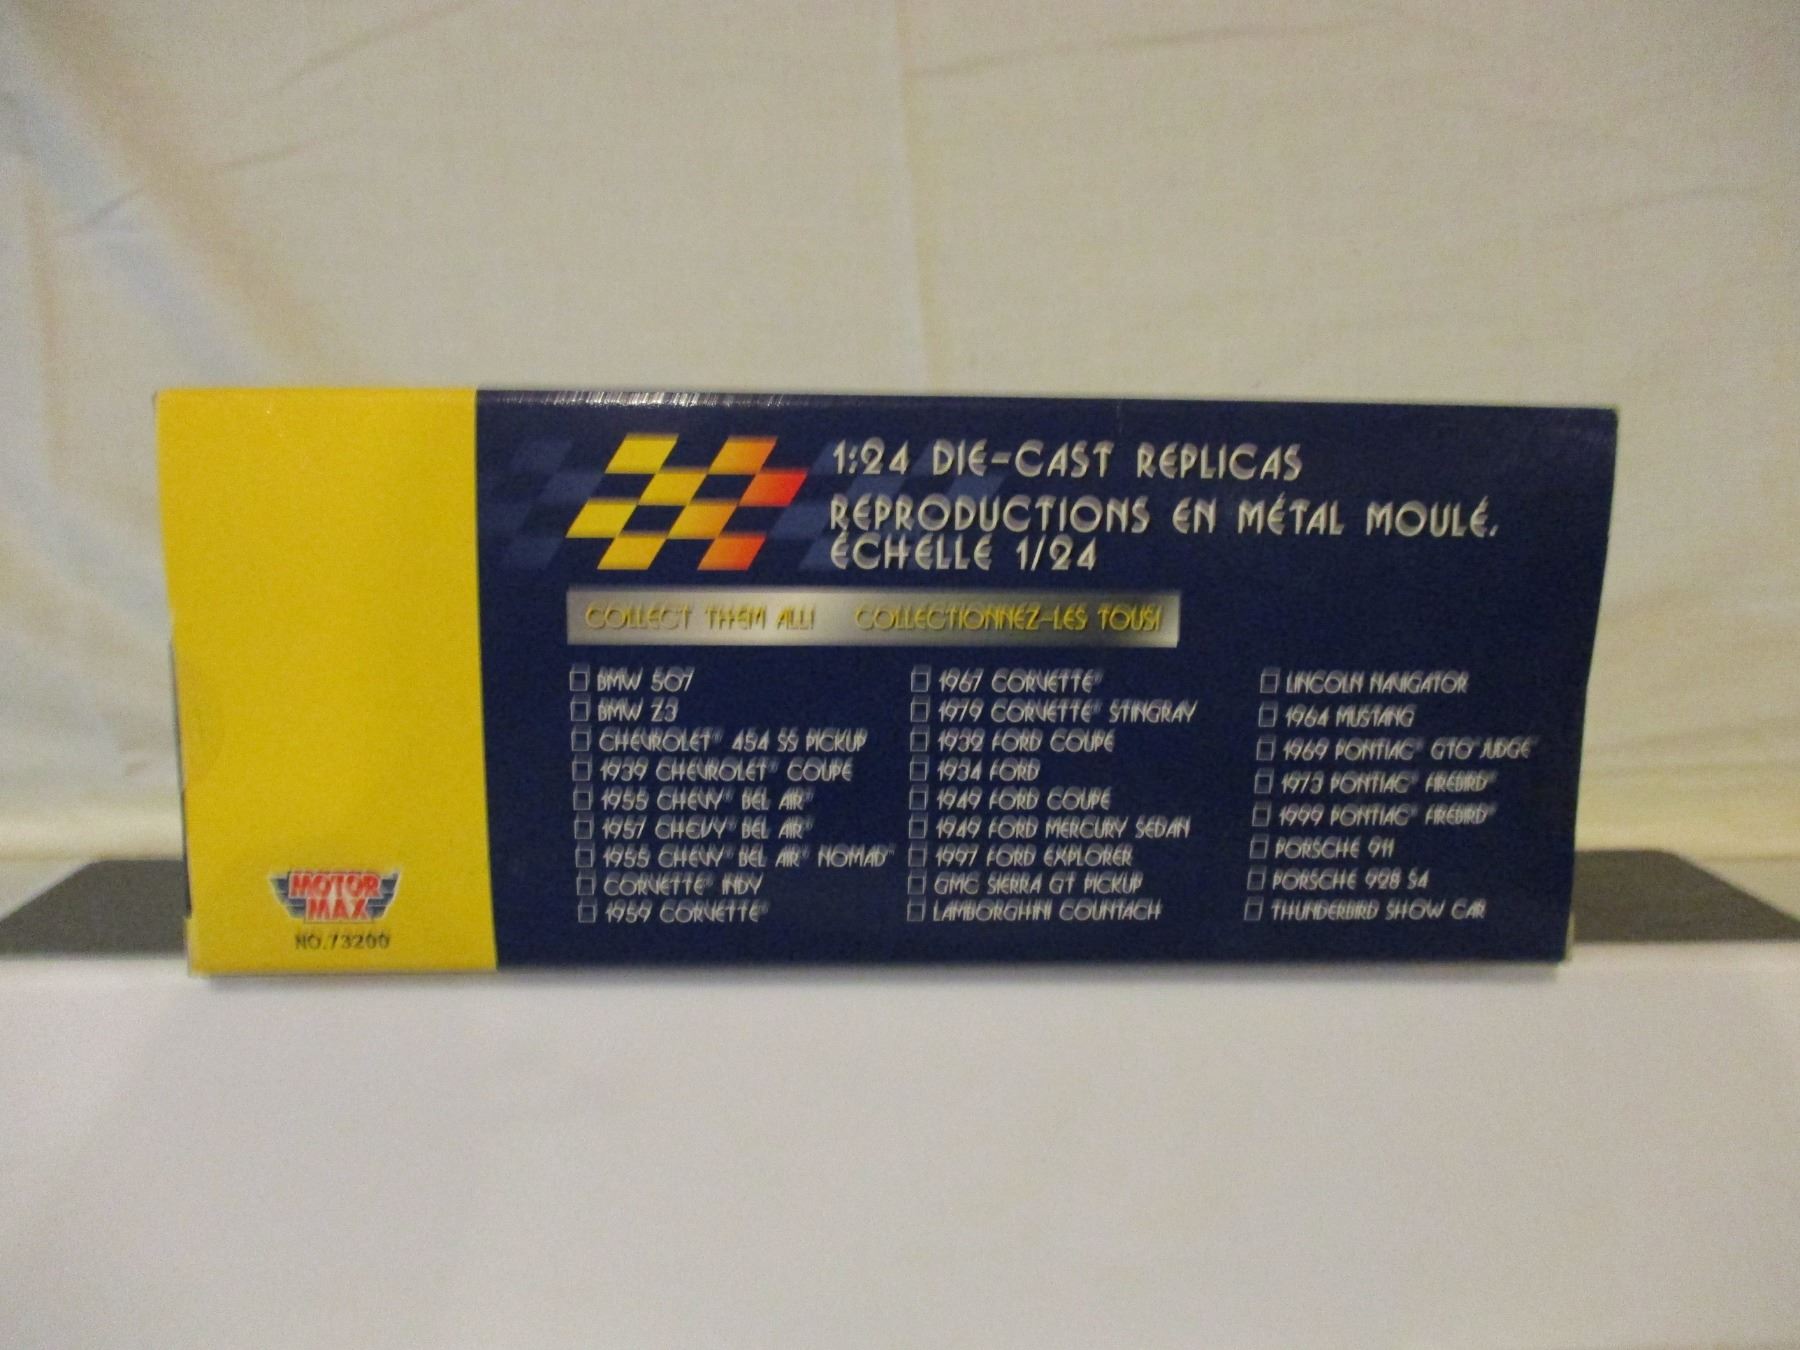 1:24 DIE-CAST REPLICAS
REPRODUCTIONS EN MÉTAL MOULÉ,
ÉCHELLE 1/24
COLLECT THEM ALL! COLLECTIONNEZ-LES TOUS!
BMW 507
BMW Z3
CHEVROLET® 454 SS PICKUP
1939 CHEVROLET® COUPE
1955 CHEVY® BEL AIR®
1957 CHEVY® BEL AIR®
1955 CHEVY® BEL AIR® NOMAD®
CORVETTE® INDY
1959 CORVETTE®
1967 CORVETTE®
1979 CORVETTE® STINGRAY
1932 FORD COUPE
1934 FORD
1949 FORD COUPE
1949 FORD MERCURY SEDAN
1997 FORD EXPLORER
GMC SIERRA GT PICKUP
LAMBORGHINI COUNTACH
LINCOLN NAVIGATOR
1964 MUSTANG
1969 PONTIAC® GTO® JUDGE®
1973 PONTIAC® FIREBIRD®
1999 PONTIAC® FIREBIRD®
PORSCHE 911
PORSCHE 928 S4
THUNDERBIRD SHOW CAR
MOTOR
MAX
NO.73200